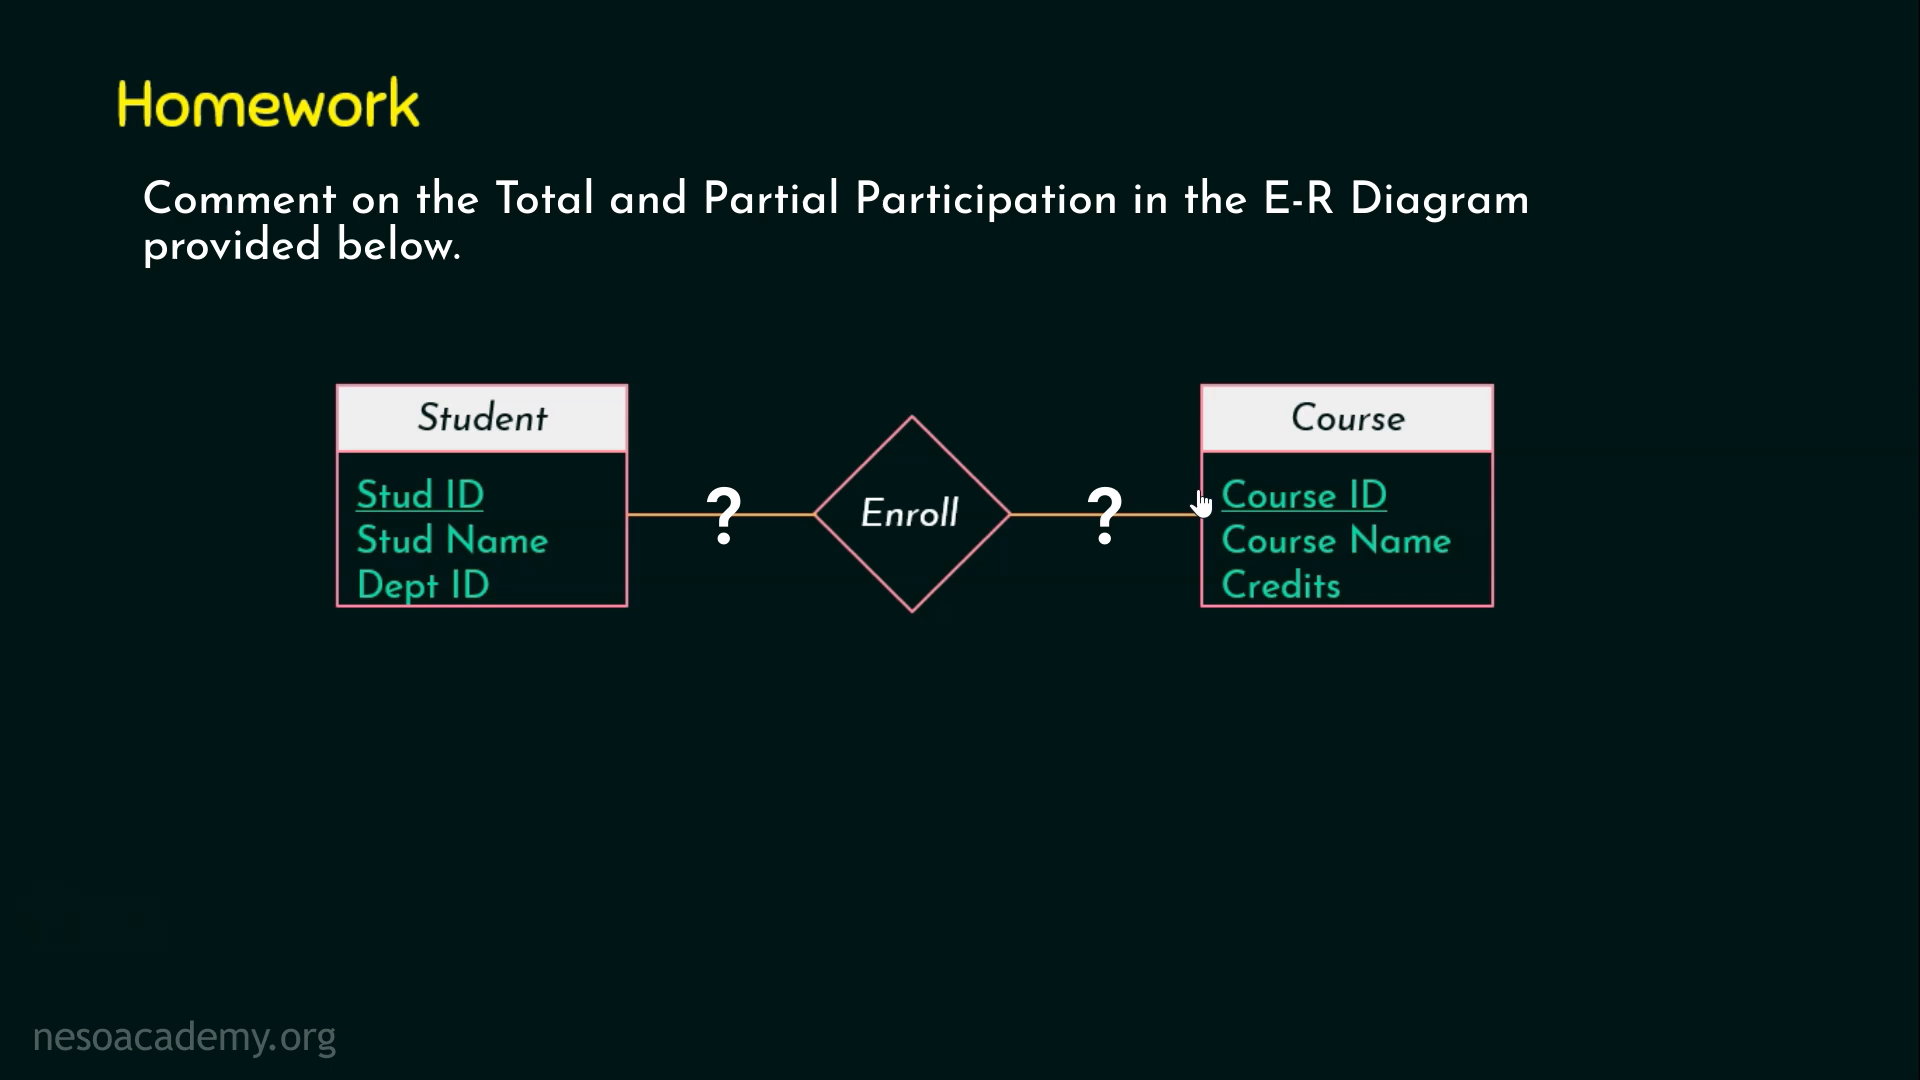 Homework
Comment on the Total and Partial Participation in the E-R Diagram
provided below.
Student
Stud ID
Stud Name
Dept ID
?
Enroll
?
Course
Course ID
Course Name
Credits
nesoacademy.org